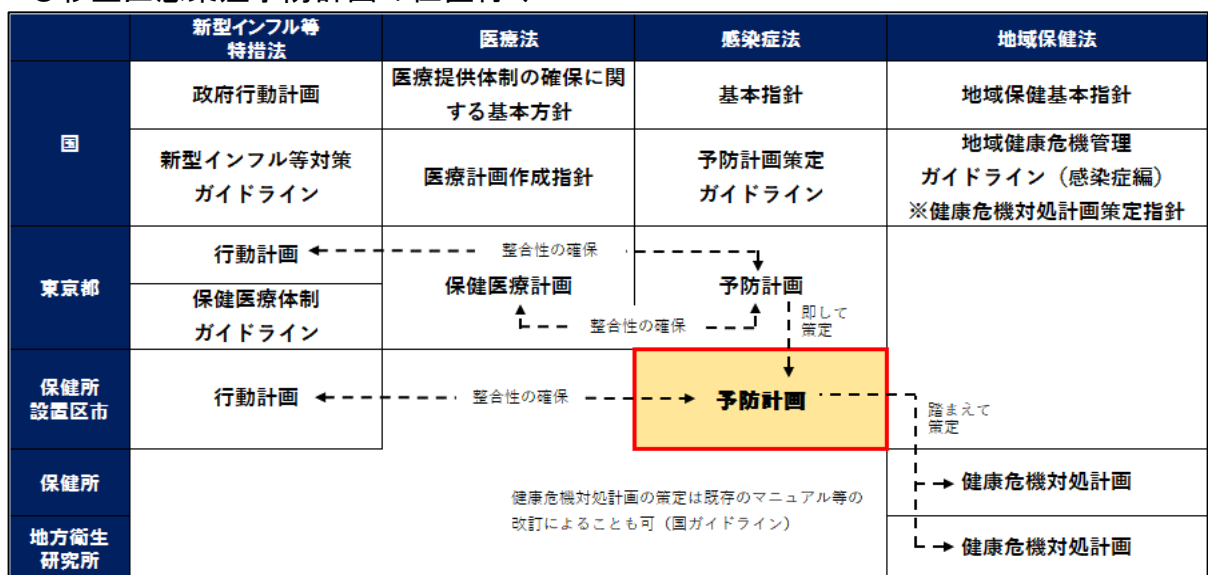 新型インフル等
特措法
医療法
感染症法
地域保健法
国
政府行動計画
医療提供体制の確保に関
する基本方針
基本指針
地域保健基本指針
新型インフル等対策
ガイドライン
医療計画作成指針
予防計画策定
ガイドライン
地域健康危機管理
ガイドライン（感染症編）
※健康危機対処計画策定指針
東京都
行動計画
整合性の確保
保健医療体制
ガイドライン
保健医療計画
予防計画
整合性の確保
即して
策定
保健所
設置区市
行動計画
整合性の確保
予防計画
踏まえて
策定
保健所
健康危機対処計画の策定は既存のマニュアル等の
改訂によることも可（国ガイドライン）
健康危機対処計画
地方衛生
研究所
健康危機対処計画